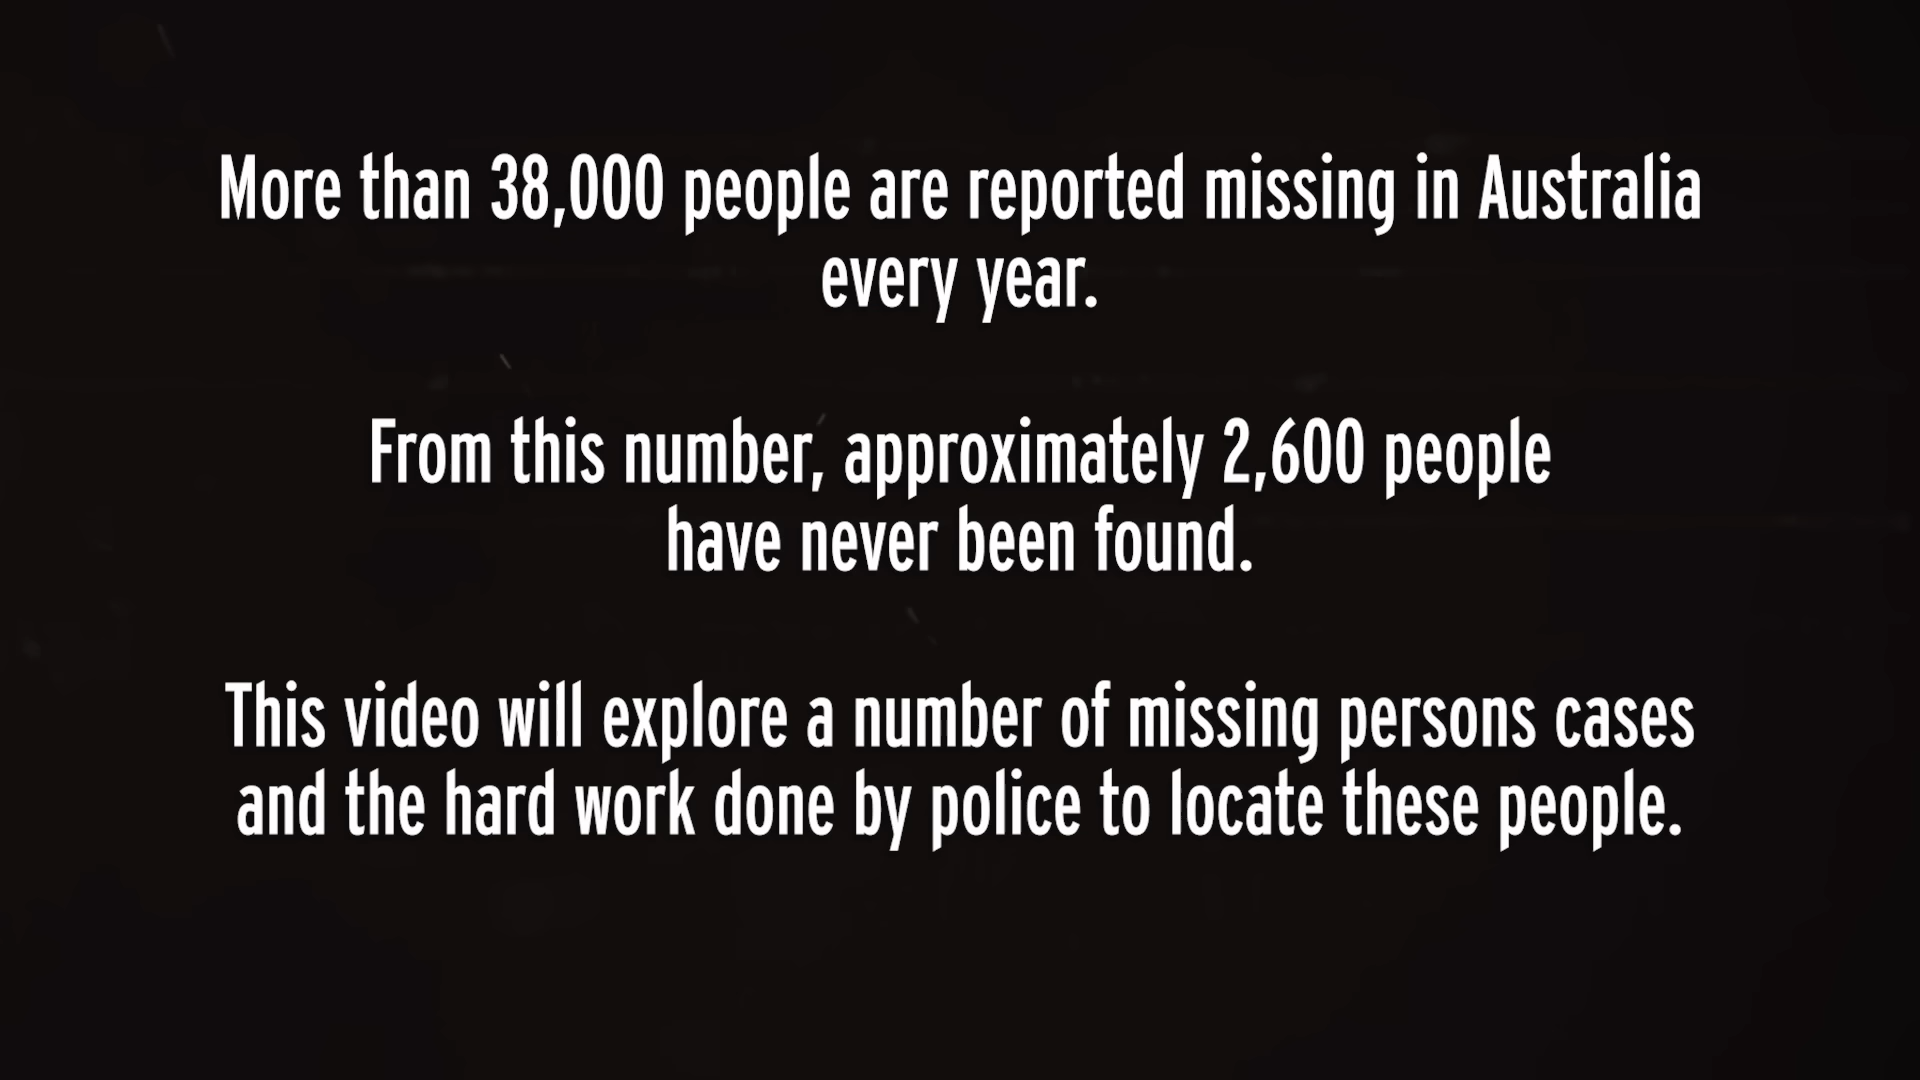 More than 38,000 people are reported missing in Australia
every year.
From this number, approximately 2,600 people
have never been found.
This video will explore a number of missing persons cases
and the hard work done by police to locate these people.